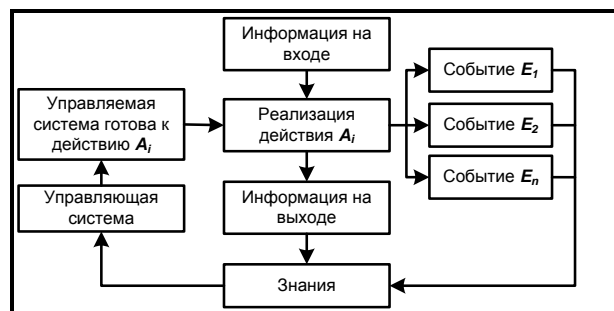 Информация на
входе
Управляемая
система готова к
действию Ai
Реализация
действия Ai
Событие E1
Событие E2
Событие En
Управляющая
система
Информация на
выходе
Знания